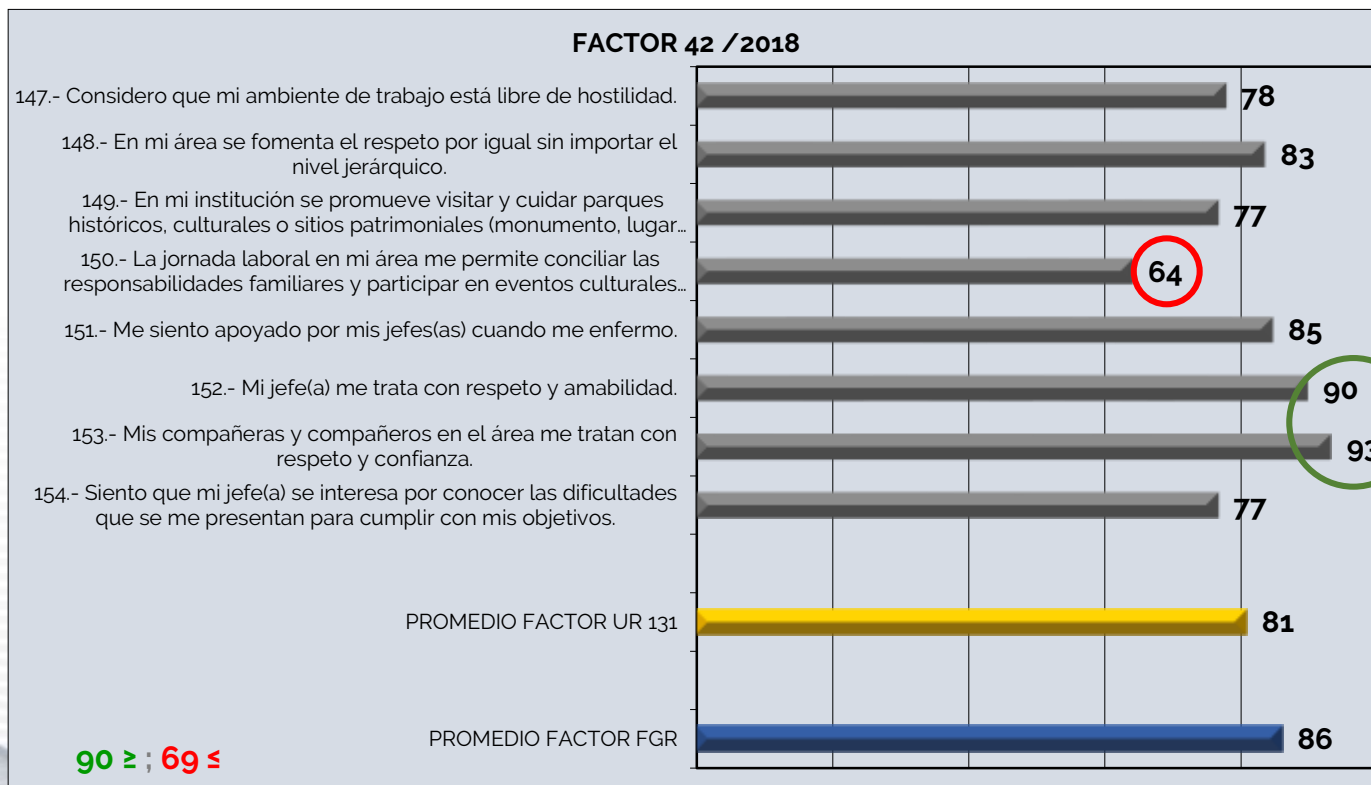 FACTOR 42 /2018
147.- Considero que mi ambiente de trabajo está libre de hostilidad.
78
148.- En mi área se fomenta el respeto por igual sin importar el
nivel jerárquico.
83
149.- En mi institución se promueve visitar y cuidar parques
históricos, culturales o sitios patrimoniales (monumento, lugar...
77
150.- La jornada laboral en mi área me permite conciliar las
responsabilidades familiares y participar en eventos culturales...
64
151.- Me siento apoyado por mis jefes(as) cuando me enfermo.
85
152.- Mi jefe(a) me trata con respeto y amabilidad.
90
153.- Mis compañeras y compañeros en el área me tratan con
respeto y confianza.
93
154.- Siento que mi jefe(a) se interesa por conocer las dificultades
que se me presentan para cumplir con mis objetivos.
77
PROMEDIO FACTOR UR 131
81
PROMEDIO FACTOR FGR
86
90 ≥ ; 69 ≤